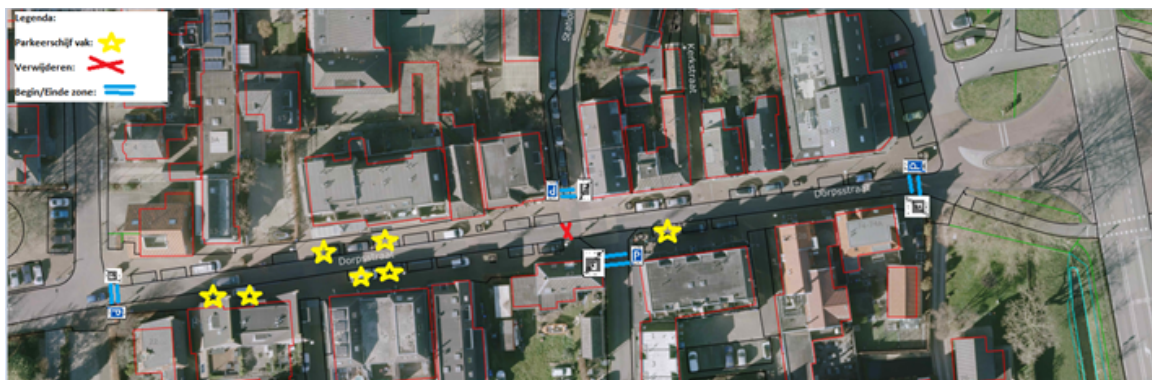 Legenda:
Parkeerschijf vak:
Verwijderen:
Begin/Einde zone:
Kerkstraat
Dorpsstraat
Dorpsstraat
P
P
P
P